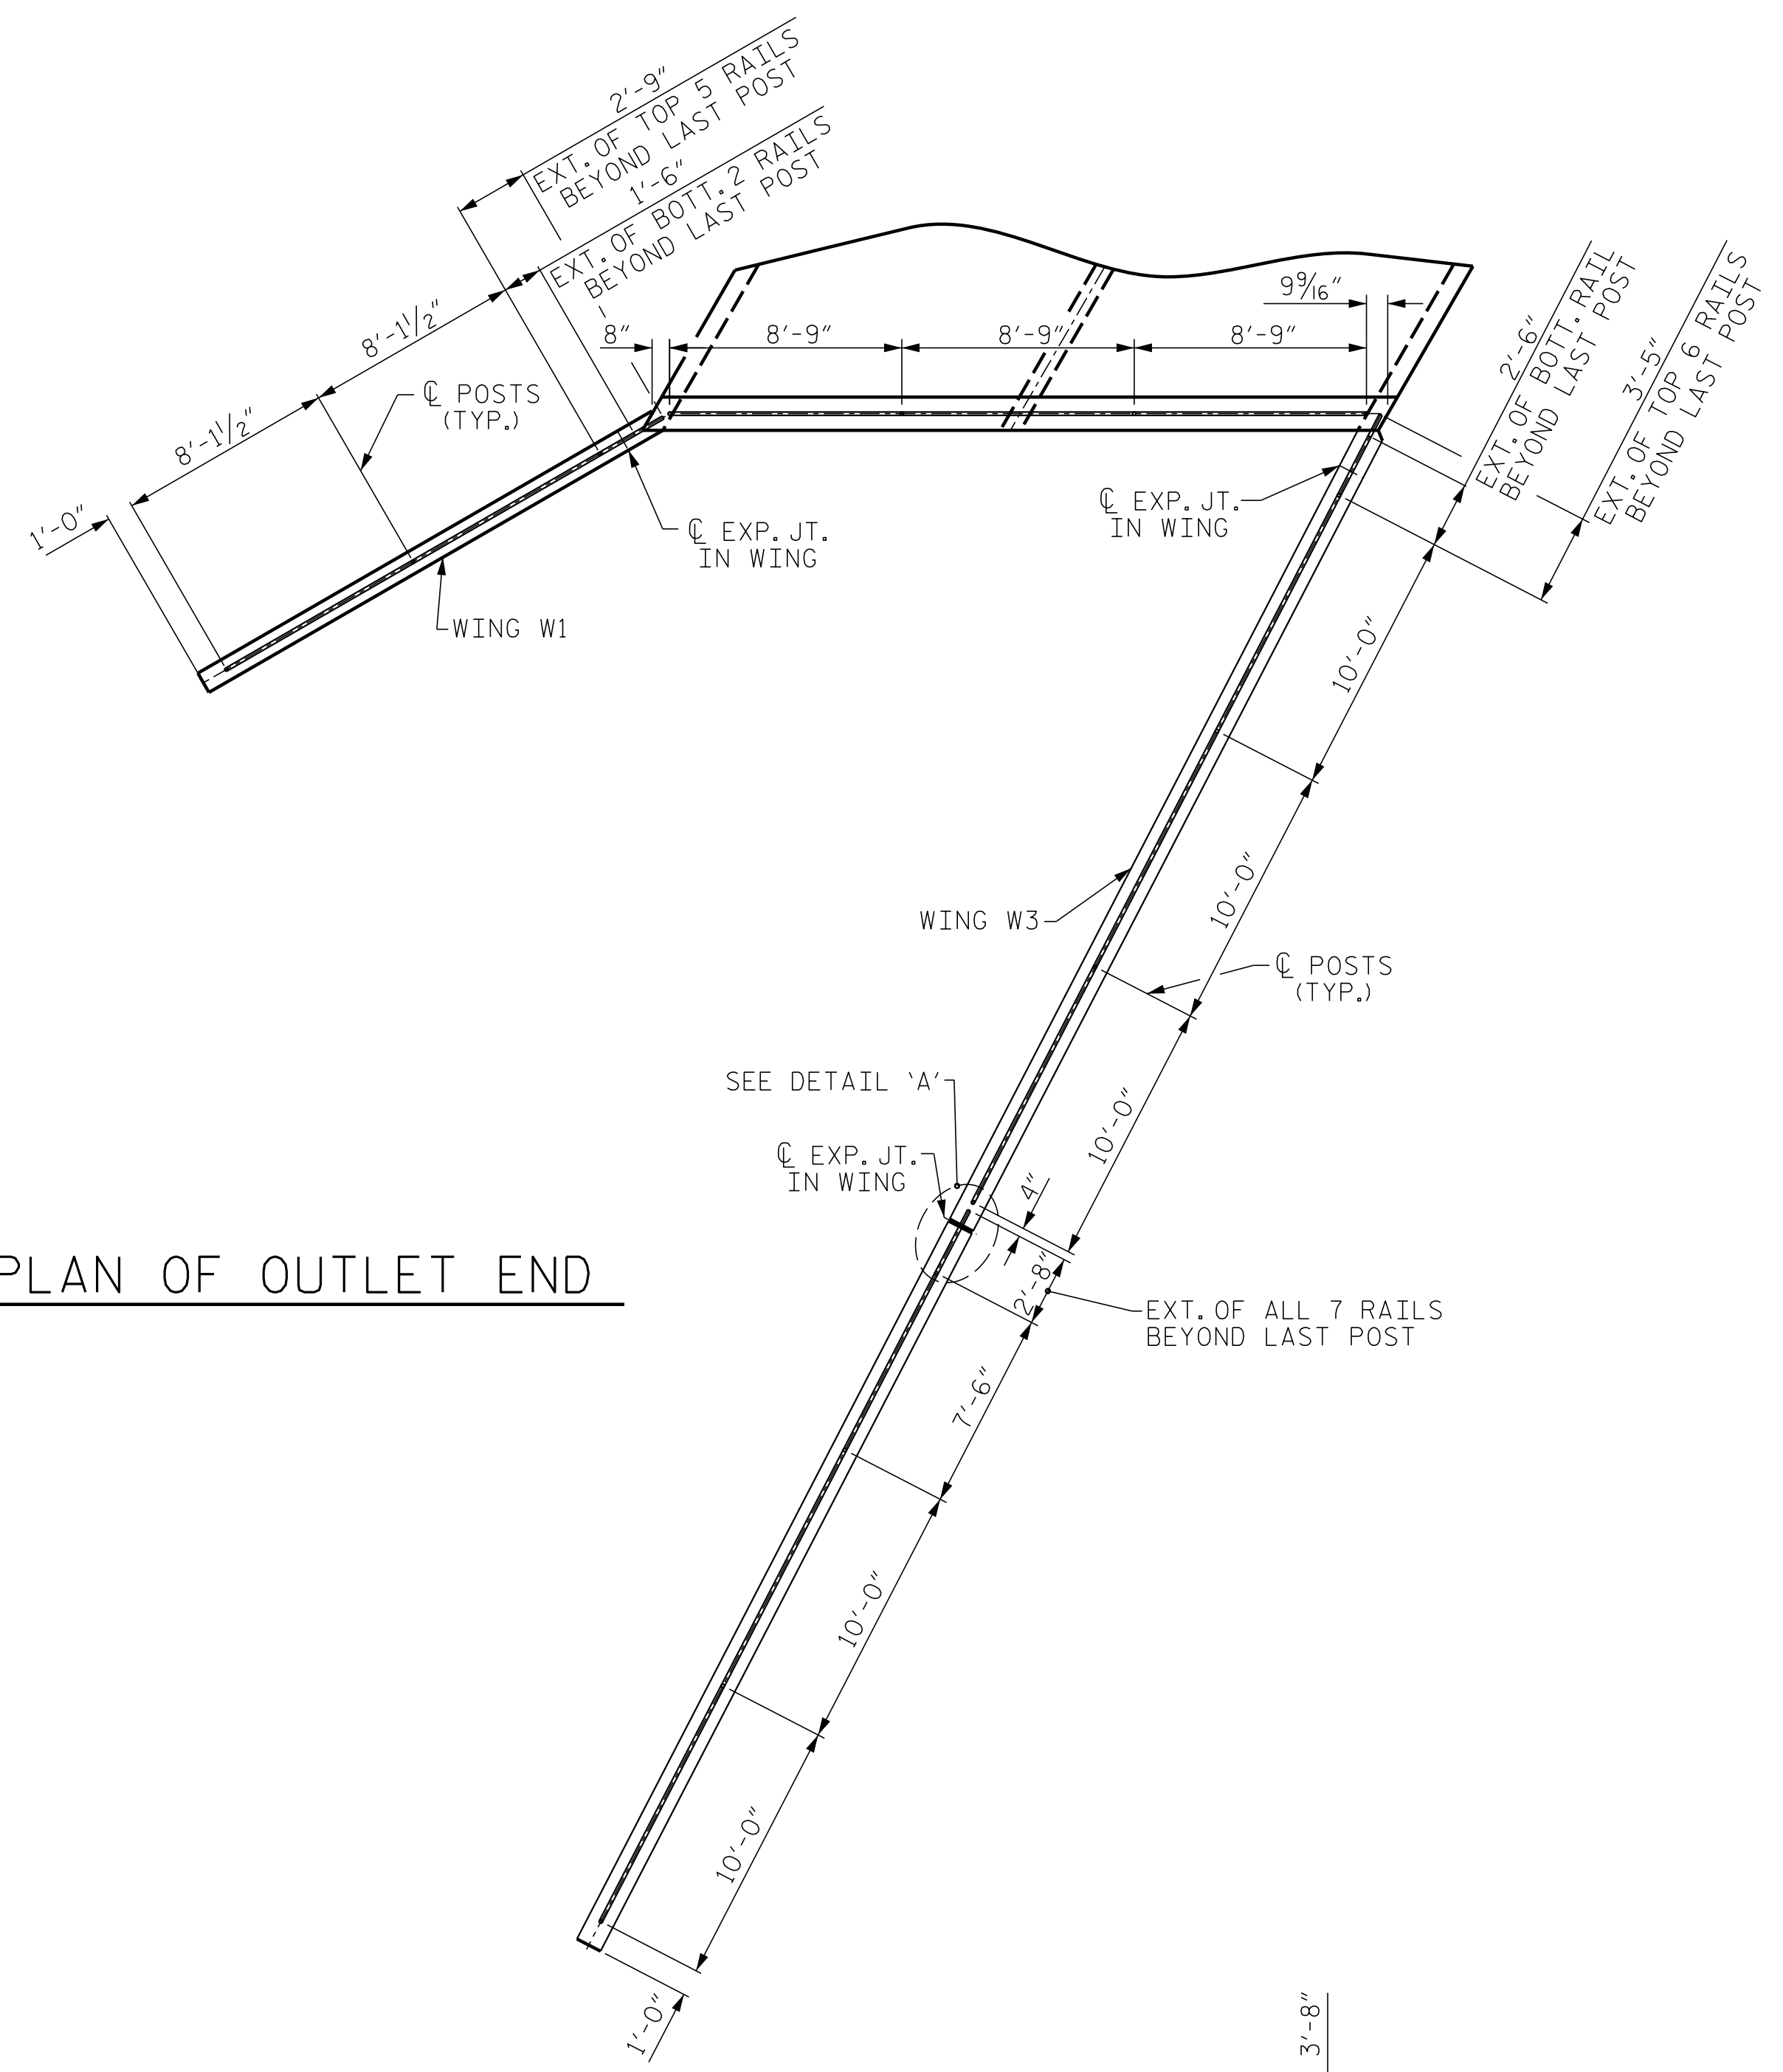 2'-9"
EXT. OF TOP 5 RAILS
BEYOND LAST POST
1'-6"
EXT. OF BOTT. 2 RAILS
BEYOND LAST POST
8'-1½"
8'-1½"
1'-0"
℄ POSTS
(TYP.)
8"
8'-9"
8'-9"
8'-9"
9 9/16"
2'-6"
EXT. OF BOTT. RAIL
BEYOND LAST POST
3'-5"
EXT. OF TOP 6 RAILS
BEYOND LAST POST
℄ EXP. JT.
IN WING
℄ EXP. JT.
IN WING
WING W1
10'-0"
10'-0"
WING W3
℄ POSTS
(TYP.)
SEE DETAIL 'A'
10'-0"
℄ EXP. JT.
IN WING
4"
2'-8"
EXT. OF ALL 7 RAILS
BEYOND LAST POST
PLAN OF OUTLET END
7'-6"
10'-0"
10'-0"
1'-0"
3'-8"